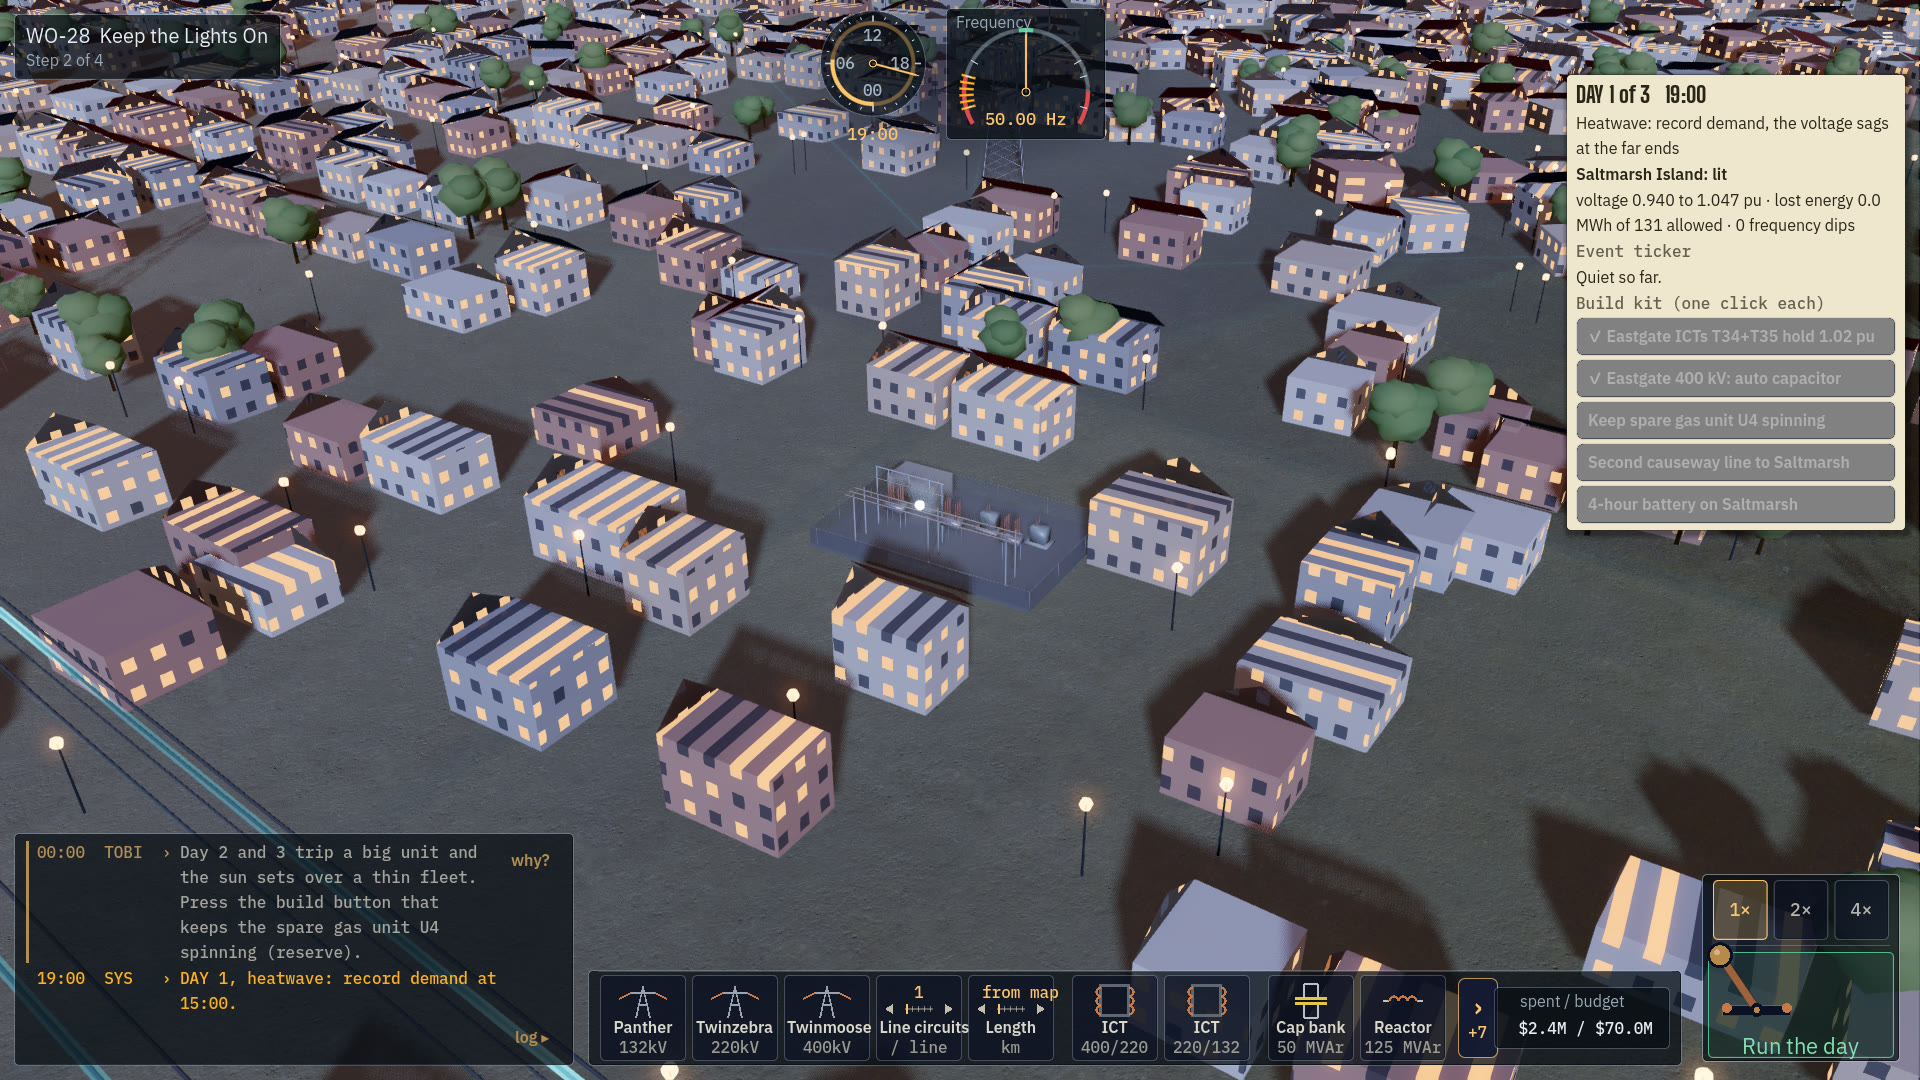 WO-28 Keep the Lights On
Step 2 of 4
12
06
18
00
19:00
Frequency
50.00 Hz
DAY 1 of 3 19:00
Heatwave: record demand, the voltage sags
at the far ends
Saltmarsh Island: lit
voltage 0.940 to 1.047 pu · lost energy 0.0
MWh of 131 allowed · 0 frequency dips
Event ticker
Quiet so far.
Build kit (one click each)
✓ Eastgate ICTs T34+T35 hold 1.02 pu
✓ Eastgate 400 kV: auto capacitor
Keep spare gas unit U4 spinning
Second causeway line to Saltmarsh
4-hour battery on Saltmarsh
00:00 TOBI › Day 2 and 3 trip a big unit and
the sun sets over a thin fleet.
Press the build button that
keeps the spare gas unit U4
spinning (reserve).
why?
19:00 SYS › DAY 1, heatwave: record demand at
15:00.
log ▸
Panther
132kV
Twinzebra
220kV
Twinmoose
400kV
1
Line circuits
/ line
from map
Length
km
ICT
400/220
ICT
220/132
Cap bank
50 MVAr
Reactor
125 MVAr
›
+7
spent / budget
$2.4M / $70.0M
1×
2×
4×
Run the day